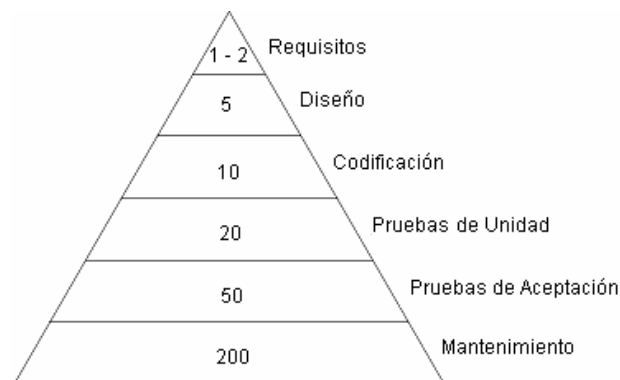 1 - 2 Requisitos
5 Diseño
10 Codificación
20 Pruebas de Unidad
50 Pruebas de Aceptación
200 Mantenimiento